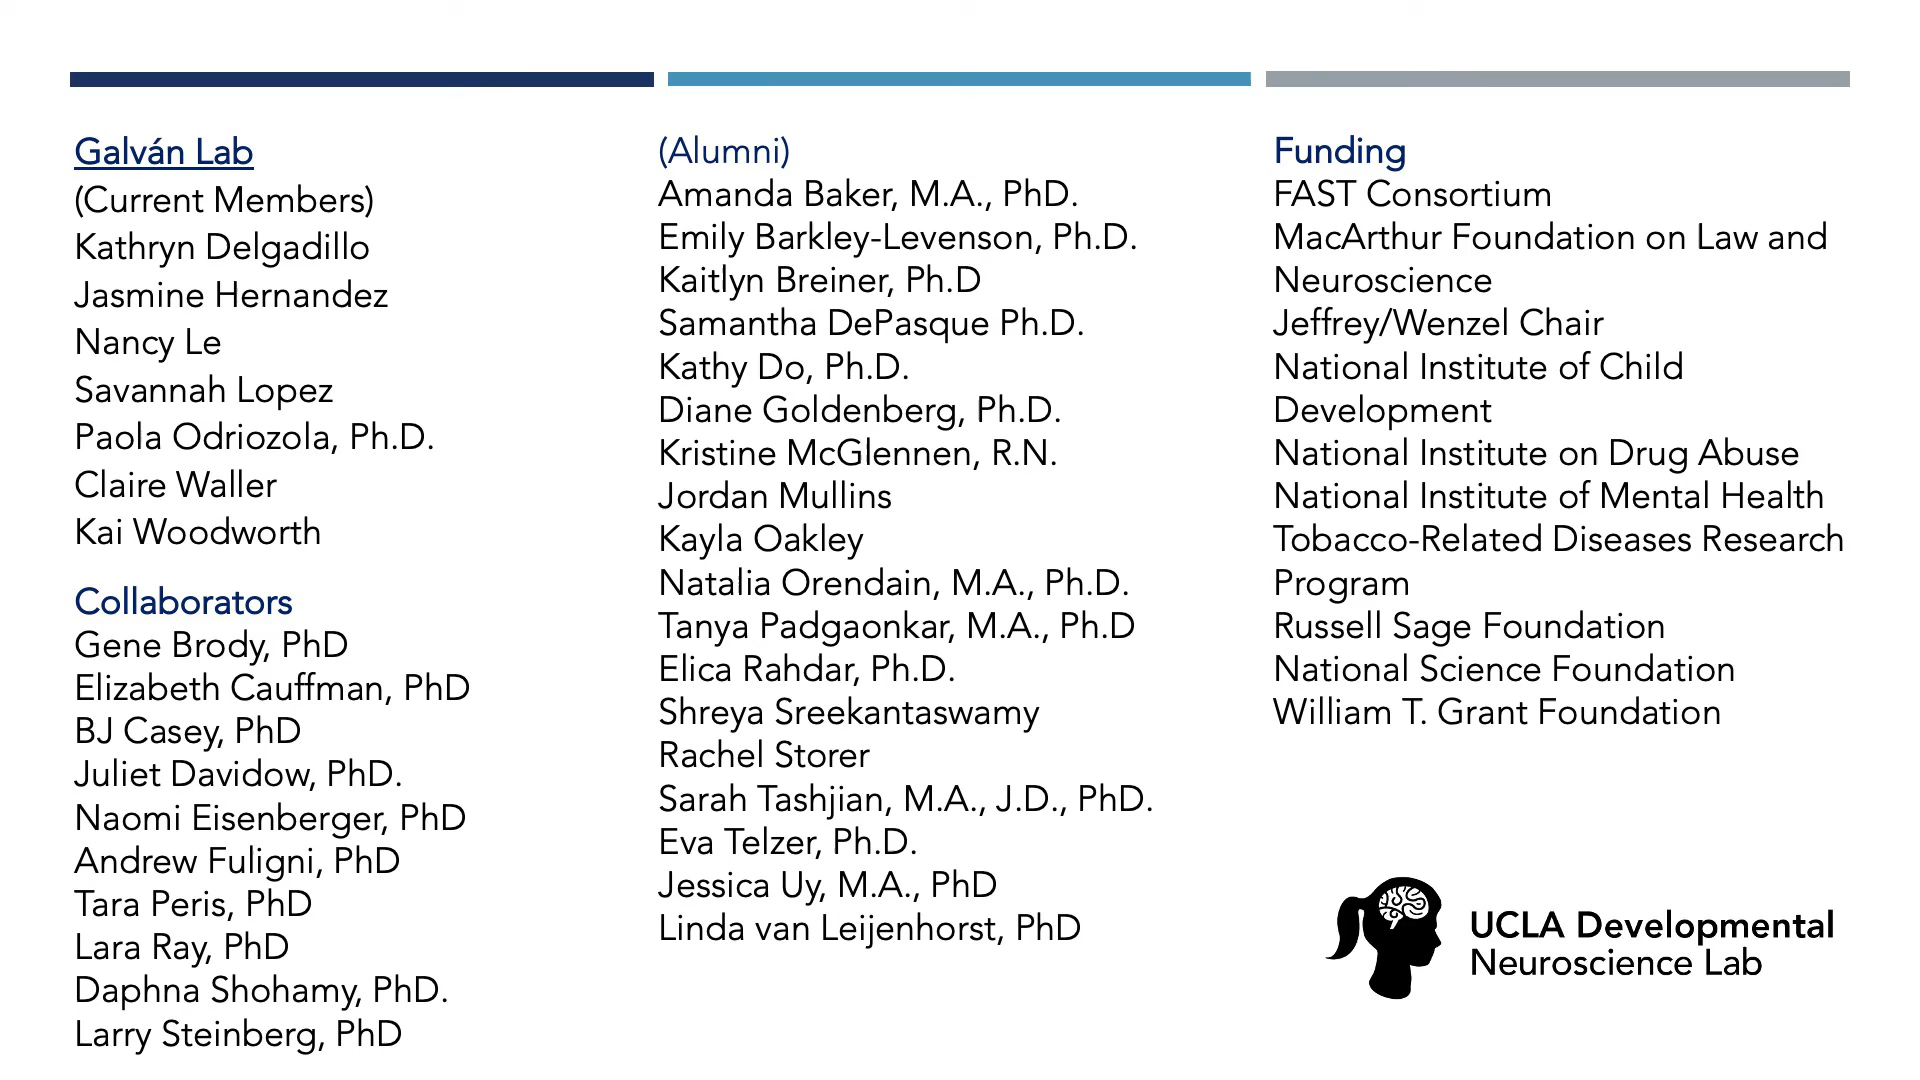 Galván Lab
(Current Members)
Kathryn Delgadillo
Jasmine Hernandez
Nancy Le
Savannah Lopez
Paola Odriozola, Ph.D.
Claire Waller
Kai Woodworth
Collaborators
Gene Brody, PhD
Elizabeth Cauffman, PhD
BJ Casey, PhD
Juliet Davidow, PhD.
Naomi Eisenberger, PhD
Andrew Fuligni, PhD
Tara Peris, PhD
Lara Ray, PhD
Daphna Shohamy, PhD.
Larry Steinberg, PhD
(Alumni)
Amanda Baker, M.A., PhD.
Emily Barkley-Levenson, Ph.D.
Kaitlyn Breiner, Ph.D
Samantha DePasque Ph.D.
Kathy Do, Ph.D.
Diane Goldenberg, Ph.D.
Kristine McGlennen, R.N.
Jordan Mullins
Kayla Oakley
Natalia Orendain, M.A., Ph.D.
Tanya Padgaonkar, M.A., Ph.D
Elica Rahdar, Ph.D.
Shreya Sreekantaswamy
Rachel Storer
Sarah Tashjian, M.A., J.D., PhD.
Eva Telzer, Ph.D.
Jessica Uy, M.A., PhD
Linda van Leijenhorst, PhD
Funding
FAST Consortium
MacArthur Foundation on Law and
Neuroscience
Jeffrey/Wenzel Chair
National Institute of Child
Development
National Institute on Drug Abuse
National Institute of Mental Health
Tobacco-Related Diseases Research
Program
Russell Sage Foundation
National Science Foundation
William T. Grant Foundation
UCLA Developmental
Neuroscience Lab